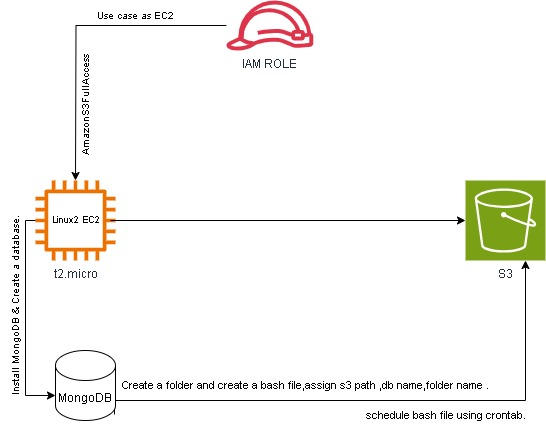 Use case as EC2
IAM ROLE
AmazonS3FullAccess
Linux2 EC2
t2.micro
S3
Install MongoDB & Create a database.
MongoDB
Create a folder and create a bash file,assign s3 path ,db name,folder name .
schedule bash file using crontab.